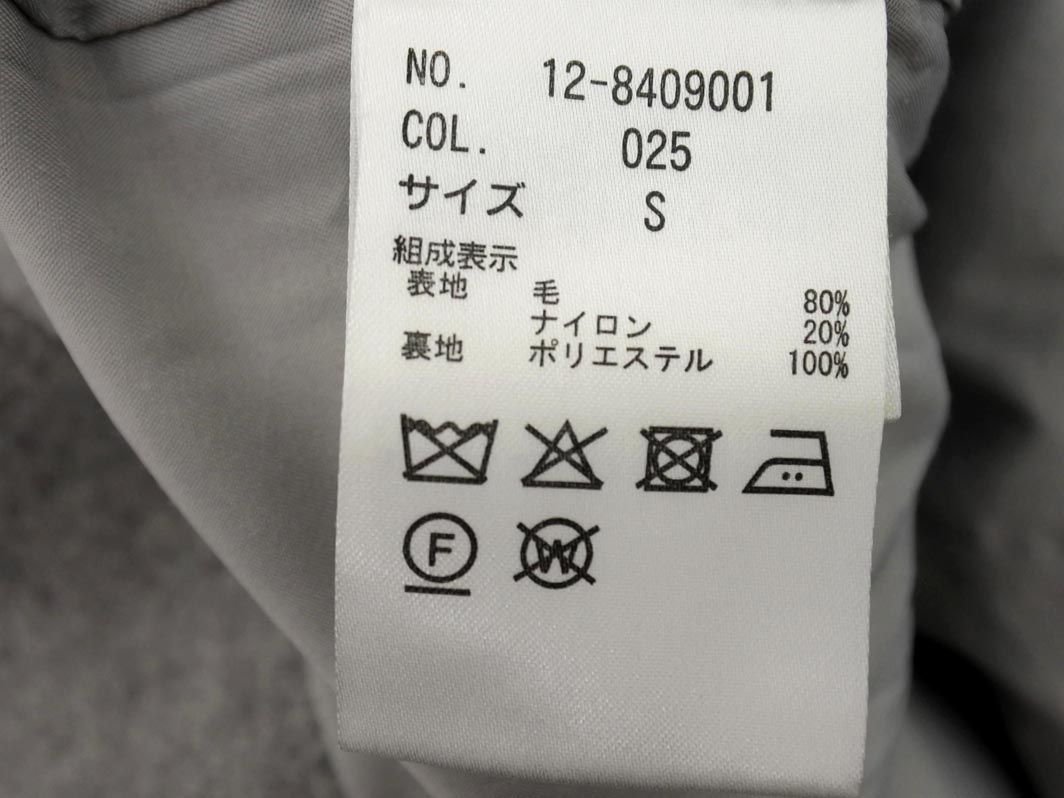 NO. 12-8409001
COL. 025
サイズ S
組成表示
表地 毛 80%
ナイロン 20%
裏地 ポリエステル 100%
F W